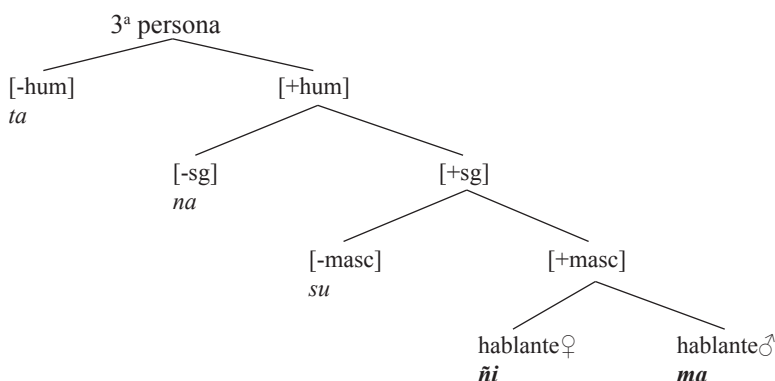 3ª persona
[-hum] [+hum]
ta
[-sg] [+sg]
na
[-masc] [+masc]
su
hablante♀ hablante♂
ñi ma